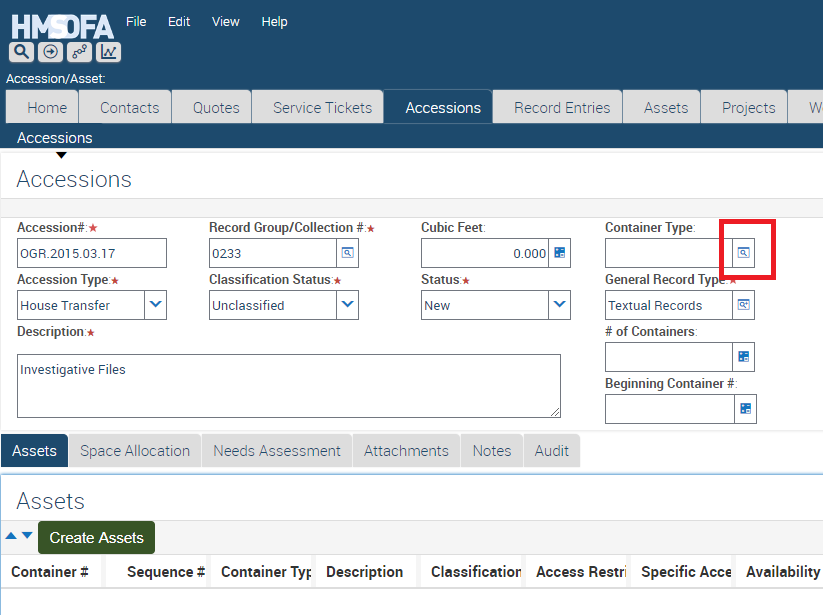 HMSOFA
File Edit View Help
Accession/Asset:
Home Contacts Quotes Service Tickets Accessions Record Entries Assets Projects W
Accessions
Accessions
Accession#:★ Record Group/Collection #:★ Cubic Feet: Container Type:
OGR.2015.03.17 0233 0.000
Accession Type:★ Classification Status:★ Status:★ General Record Type:★
House Transfer Unclassified New Textual Records
Description:★ # of Containers:
Investigative Files
Beginning Container #:
Assets Space Allocation Needs Assessment Attachments Notes Audit
Assets
Create Assets
Container # Sequence # Container Typ Description Classification Access Restri Specific Acce Availability